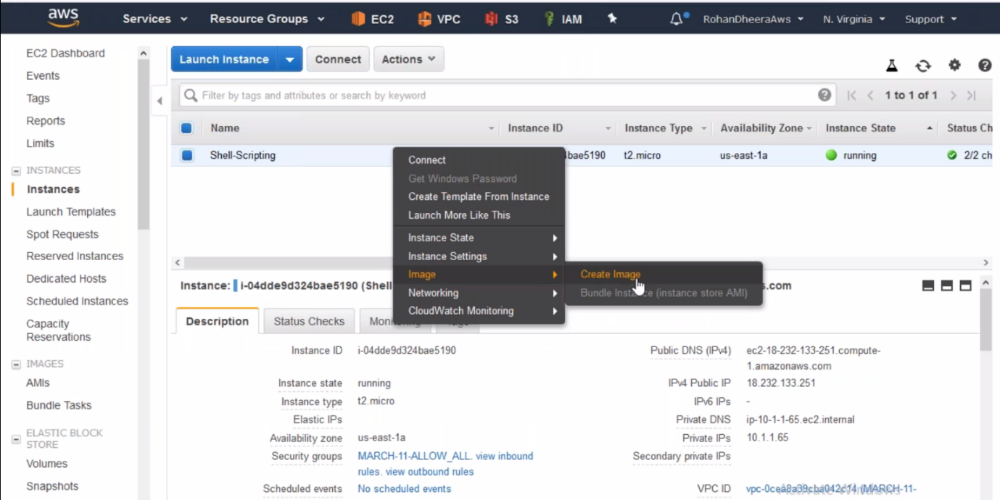 aws Services Resource Groups EC2 VPC S3 IAM RohanDheeraAws N. Virginia Support
EC2 Dashboard
Events
Tags
Reports
Limits
INSTANCES
Instances
Launch Templates
Spot Requests
Reserved Instances
Dedicated Hosts
Scheduled Instances
Capacity
Reservations
IMAGES
AMIs
Bundle Tasks
ELASTIC BLOCK
STORE
Volumes
Snapshots
Launch Instance Connect Actions
Filter by tags and attributes or search by keyword 1 to 1 of 1
Name Instance ID Instance Type Availability Zone Instance State Status Ch
Shell-Scripting bae5190 t2.micro us-east-1a running 2/2 ch
Connect
Get Windows Password
Create Template From Instance
Launch More Like This
Instance State
Instance Settings
Image
Networking
CloudWatch Monitoring
Create Image
Bundle Instance (instance store AMI)
Instance: i-04dde9d324bae5190 (Shell s.com
Description Status Checks Monitoring Tags
Instance ID i-04dde9d324bae5190
Instance state running
Instance type t2.micro
Elastic IPs
Availability zone us-east-1a
Security groups MARCH-11-ALLOW_ALL. view inbound
rules. view outbound rules
Scheduled events No scheduled events
Public DNS (IPv4) ec2-18-232-133-251.compute-
1.amazonaws.com
IPv4 Public IP 18.232.133.251
IPv6 IPs -
Private DNS ip-10-1-1-65.ec2.internal
Private IPs 10.1.1.65
Secondary private IPs
VPC ID (MARCH-11-
Activate Windows